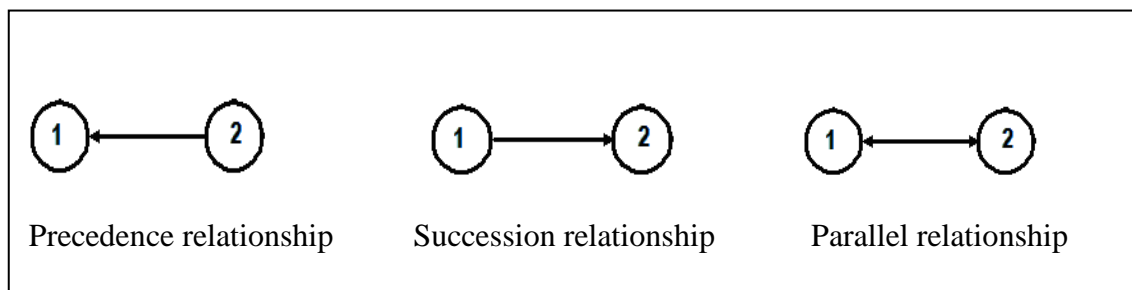 1 2 1 2 1 2
Precedence relationship Succession relationship Parallel relationship